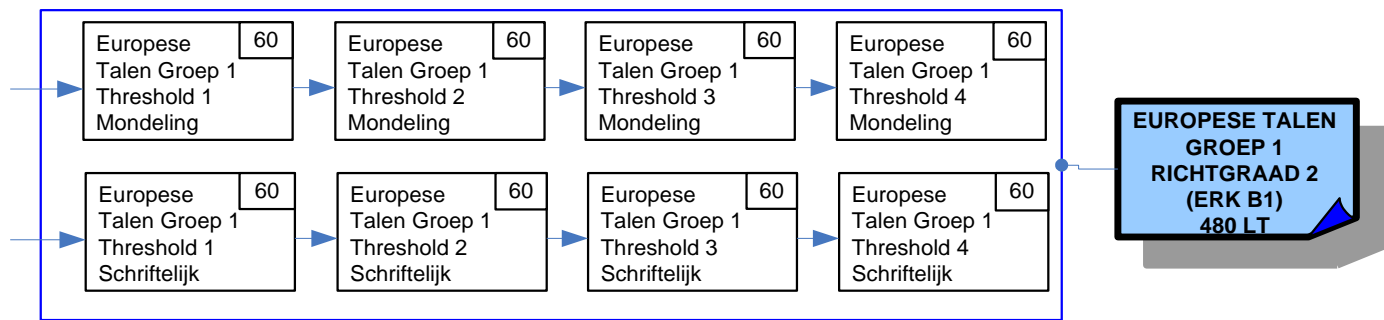 Europese
Talen Groep 1
Threshold 1
Mondeling
60
Europese
Talen Groep 1
Threshold 2
Mondeling
60
Europese
Talen Groep 1
Threshold 3
Mondeling
60
Europese
Talen Groep 1
Threshold 4
Mondeling
60
Europese
Talen Groep 1
Threshold 1
Schriftelijk
60
Europese
Talen Groep 1
Threshold 2
Schriftelijk
60
Europese
Talen Groep 1
Threshold 3
Schriftelijk
60
Europese
Talen Groep 1
Threshold 4
Schriftelijk
60
EUROPESE TALEN
GROEP 1
RICHTGRAAD 2
(ERK B1)
480 LT